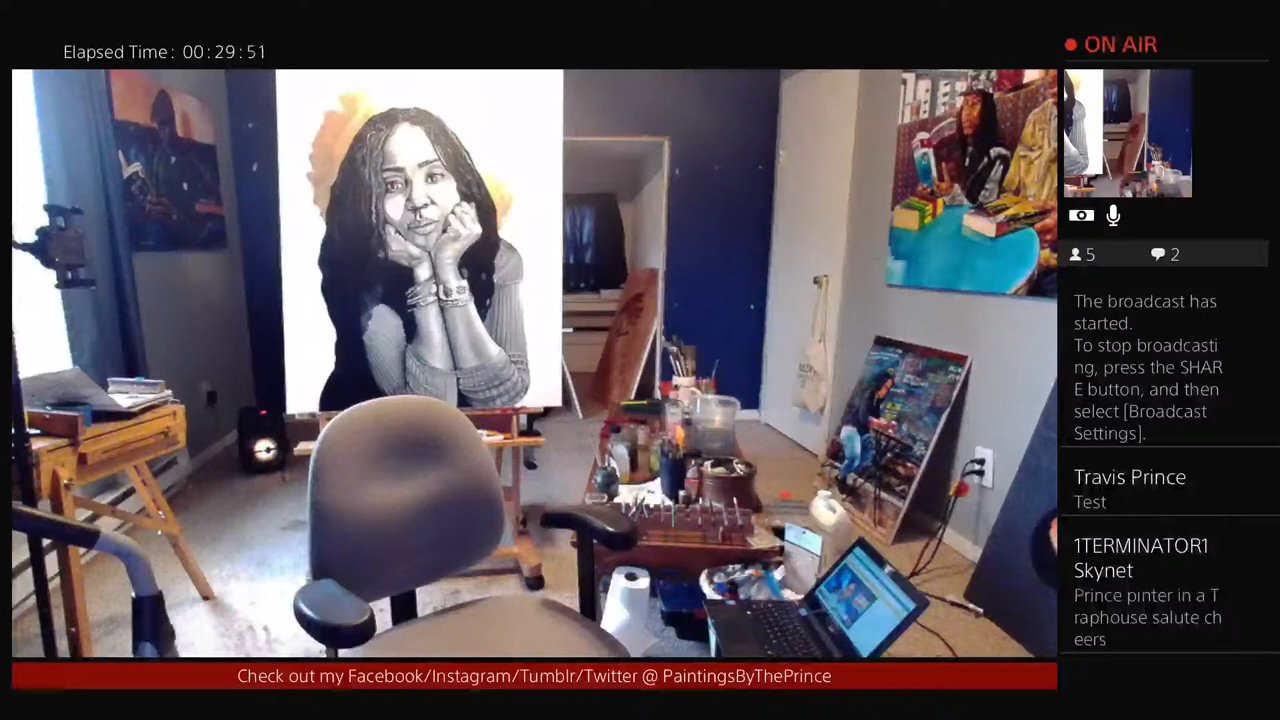 Elapsed Time: 00:29:51
ON AIR
5
2
The broadcast has
started.
To stop broadcasti
ng, press the SHAR
E button, and then
select [Broadcast
Settings].
Travis Prince
Test
1TERMINATOR1
Skynet
Prince pinter in a T
raphouse salute ch
eers
Check out my Facebook/Instagram/Tumblr/Twitter @ PaintingsByThePrince